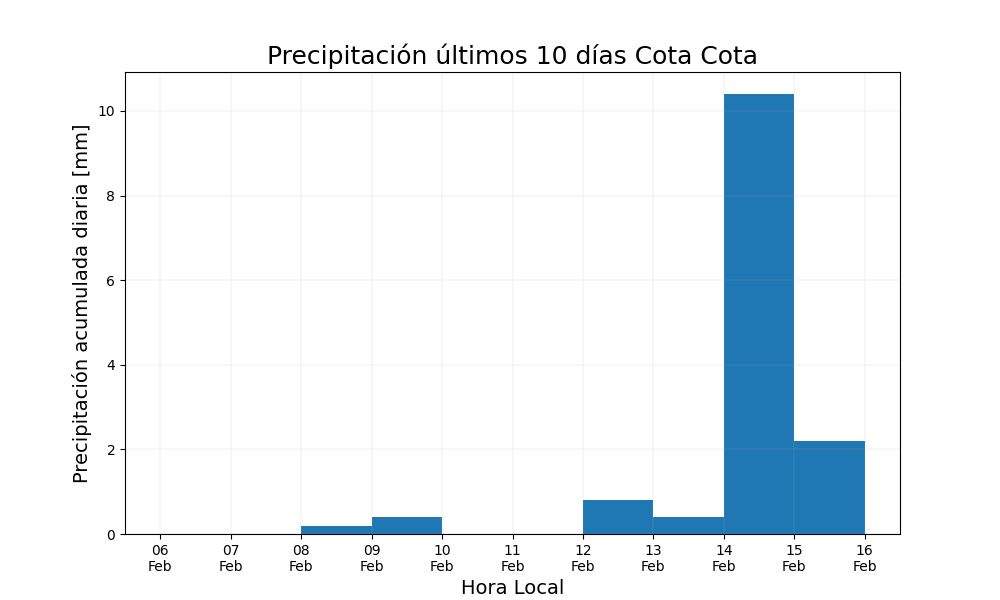 Precipitación últimos 10 días Cota Cota
Precipitación acumulada diaria [mm]
10
8
6
4
2
0
06 07 08 09 10 11 12 13 14 15 16
Feb Feb Feb Feb Feb Feb Feb Feb Feb Feb Feb
Hora Local